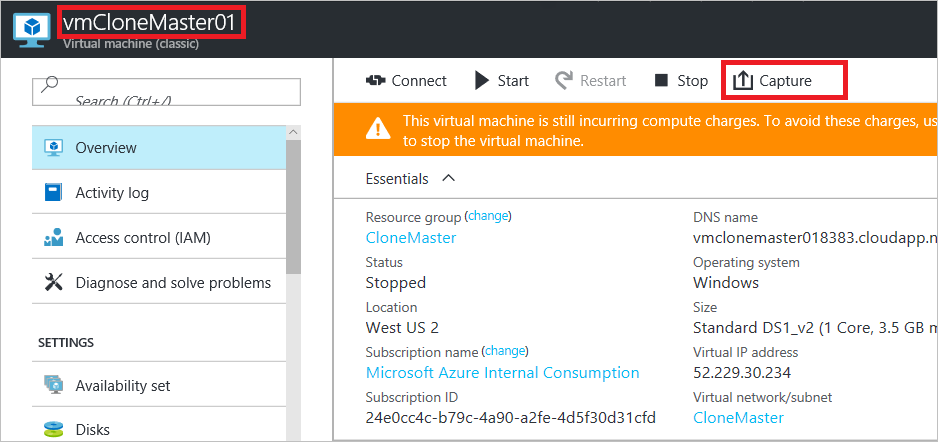 vmCloneMaster01
Virtual machine (classic)
Search (Ctrl+/)
Overview
Activity log
Access control (IAM)
Diagnose and solve problems
SETTINGS
Availability set
Disks
Connect Start Restart Stop Capture
This virtual machine is still incurring compute charges. To avoid these charges, us
to stop the virtual machine.
Essentials
Resource group (change)
CloneMaster
Status
Stopped
Location
West US 2
Subscription name (change)
Microsoft Azure Internal Consumption
Subscription ID
24e0cc4c-b79c-4a90-a2fe-4d5f30d31cfd
DNS name
vmclonemaster018383.cloudapp.n
Operating system
Windows
Size
Standard DS1_v2 (1 Core, 3.5 GB m
Virtual IP address
52.229.30.234
Virtual network/subnet
CloneMaster